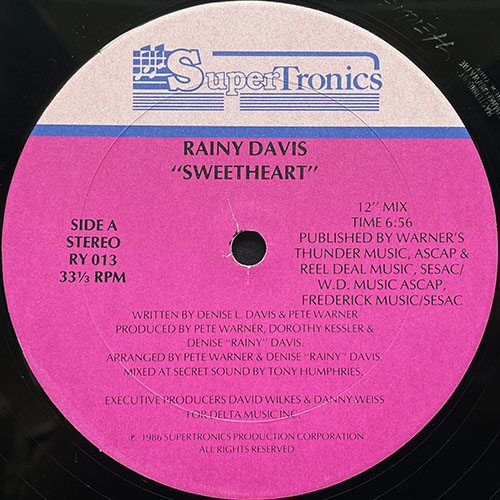 SuperTronics
RAINY DAVIS
"SWEETHEART"
SIDE A
STEREO
RY 013
33⅓ RPM
12" MIX
TIME 6:56
PUBLISHED BY WARNER'S
THUNDER MUSIC, ASCAP &
REEL DEAL MUSIC, SESAC/
W.D. MUSIC ASCAP,
FREDERICK MUSIC/SESAC
WRITTEN BY DENISE L. DAVIS & PETE WARNER
PRODUCED BY PETE WARNER, DOROTHY KESSLER &
DENISE "RAINY" DAVIS.
ARRANGED BY PETE WARNER & DENISE "RAINY" DAVIS.
MIXED AT SECRET SOUND BY TONY HUMPHRIES,
EXECUTIVE PRODUCERS DAVID WILKES & DANNY WEISS
FOR DELTA MUSIC INC.
℗ 1986 SUPERTRONICS PRODUCTION CORPORATION
ALL RIGHTS RESERVED